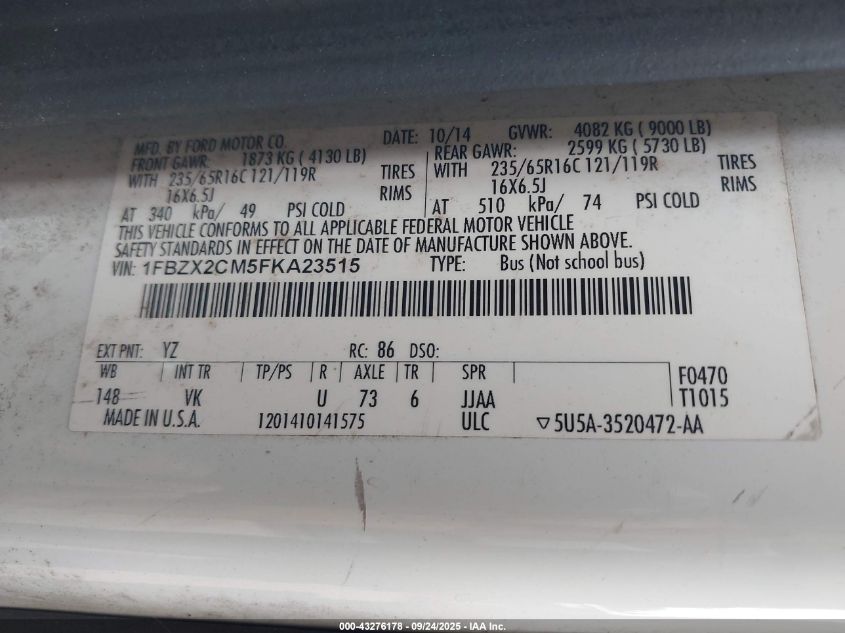 MFD. BY FORD MOTOR CO. DATE: 10/14 GVWR: 4082 KG ( 9000 LB)
FRONT GAWR: 1873 KG ( 4130 LB) REAR GAWR: 2599 KG ( 5730 LB)
WITH 235/65R16C 121/119R TIRES WITH 235/65R16C 121/119R TIRES
16X6.5J RIMS 16X6.5J RIMS
AT 340 kPa/ 49 PSI COLD AT 510 kPa/ 74 PSI COLD
THIS VEHICLE CONFORMS TO ALL APPLICABLE FEDERAL MOTOR VEHICLE
SAFETY STANDARDS IN EFFECT ON THE DATE OF MANUFACTURE SHOWN ABOVE.
VIN: 1FBZX2CM5FKA23515 TYPE: Bus (Not school bus)
EXT PNT: YZ RC: 86 DSO:
WB INT TR TP/PS R AXLE TR SPR F0470
148 VK U 73 6 JJAA T1015
MADE IN U.S.A. 1201410141575 ULC ▽5U5A-3520472-AA
000-43276178 - 09/24/2025 - IAA Inc.